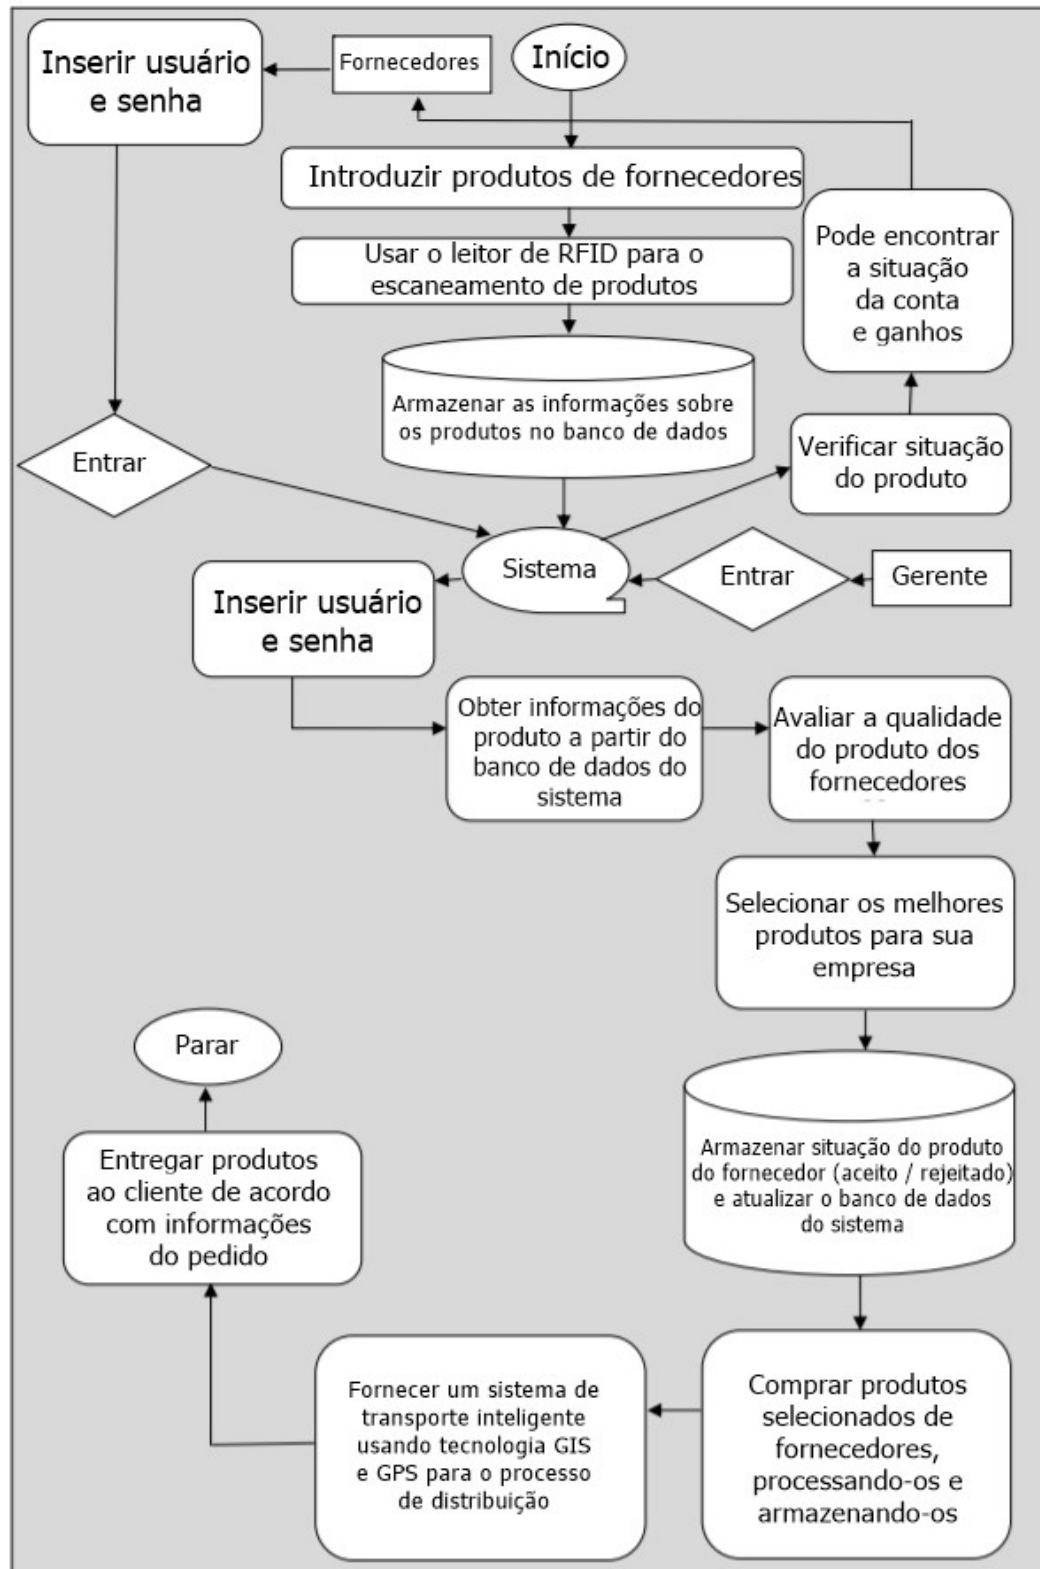 Inserir usuário
e senha
Fornecedores
Início
Introduzir produtos de fornecedores
Usar o leitor de RFID para o
escaneamento de produtos
Pode encontrar
a situação
da conta
e ganhos
Armazenar as informações sobre
os produtos no banco de dados
Entrar
Verificar situação
do produto
Sistema
Entrar
Gerente
Inserir usuário
e senha
Obter informações do
produto a partir do
banco de dados do
sistema
Avaliar a qualidade
do produto dos
fornecedores
Selecionar os melhores
produtos para sua
empresa
Armazenar situação do produto
do fornecedor (aceito / rejeitado)
e atualizar o banco de dados
do sistema
Comprar produtos
selecionados de
fornecedores,
processando-os e
armazenando-os
Fornecer um sistema de
transporte inteligente
usando tecnologia GIS
e GPS para o processo
de distribuição
Entregar produtos
ao cliente de acordo
com informações
do pedido
Parar